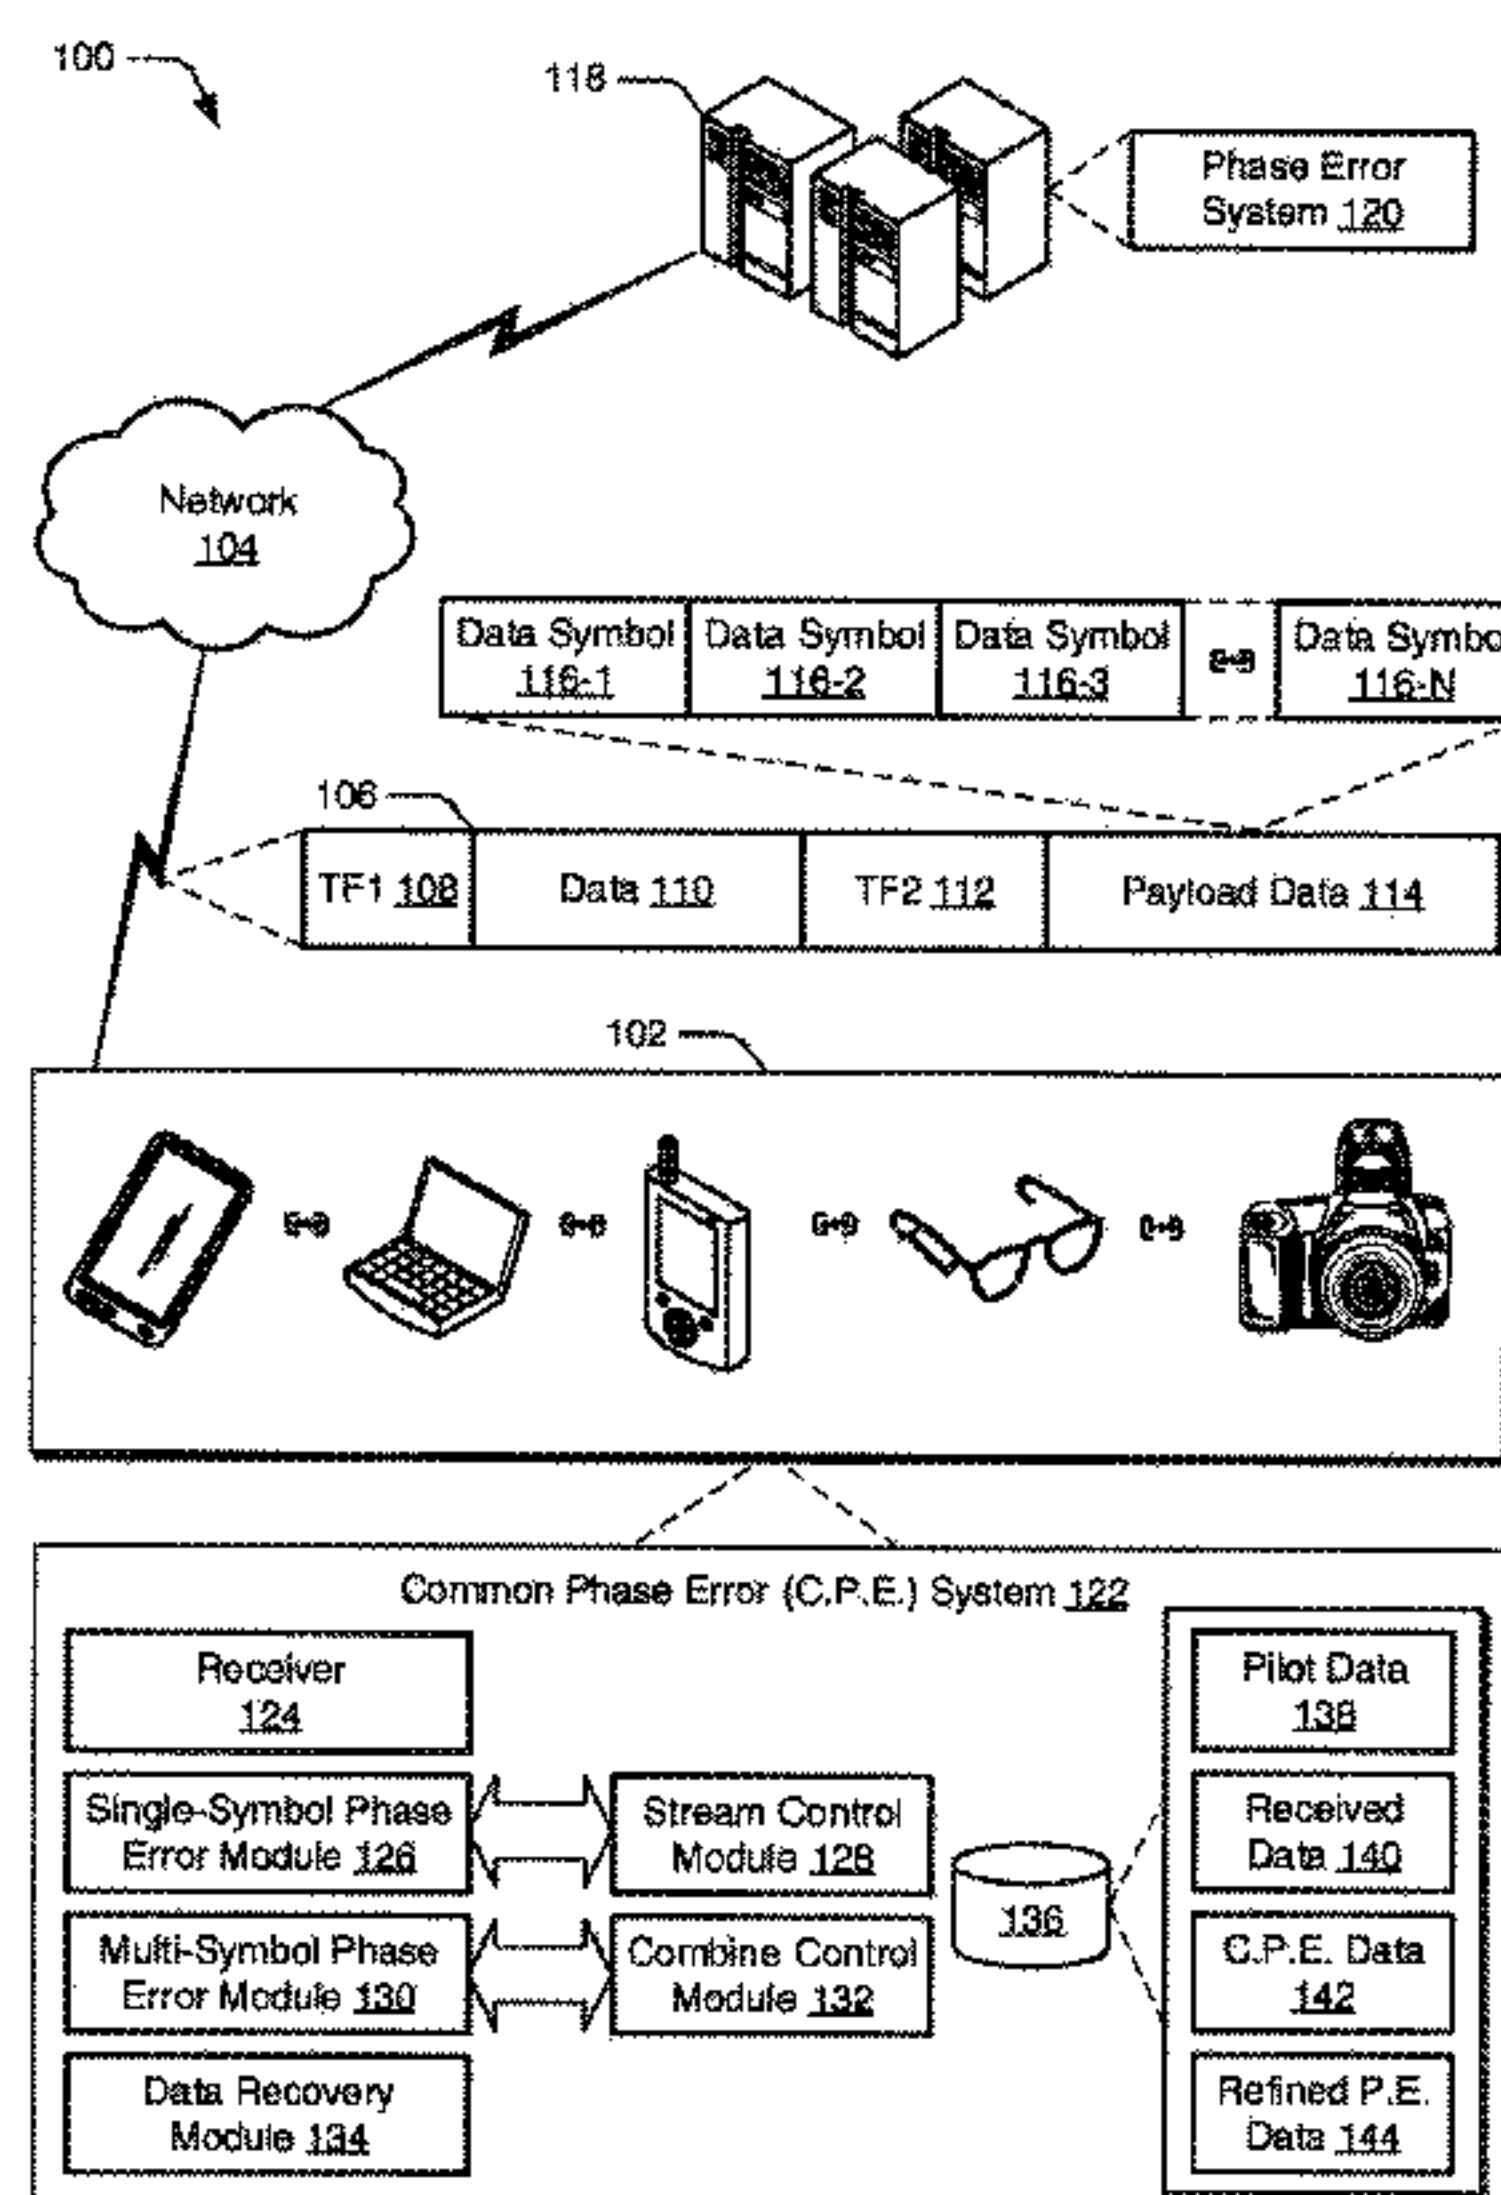 100
118
Phase Error
System 120
Network
104
Data Symbol
116-1
Data Symbol
116-2
Data Symbol
116-3
Data Symbo
116-N
106
TF1 108
Data 110
TF2 112
Payload Data 114
102
Common Phase Error (C.P.E.) System 122
Receiver
124
Single-Symbol Phase
Error Module 126
Stream Control
Module 128
Multi-Symbol Phase
Error Module 130
Combine Control
Module 132
Data Recovery
Module 134
136
Pilot Data
138
Received
Data 140
C.P.E. Data
142
Refined P.E.
Data 144